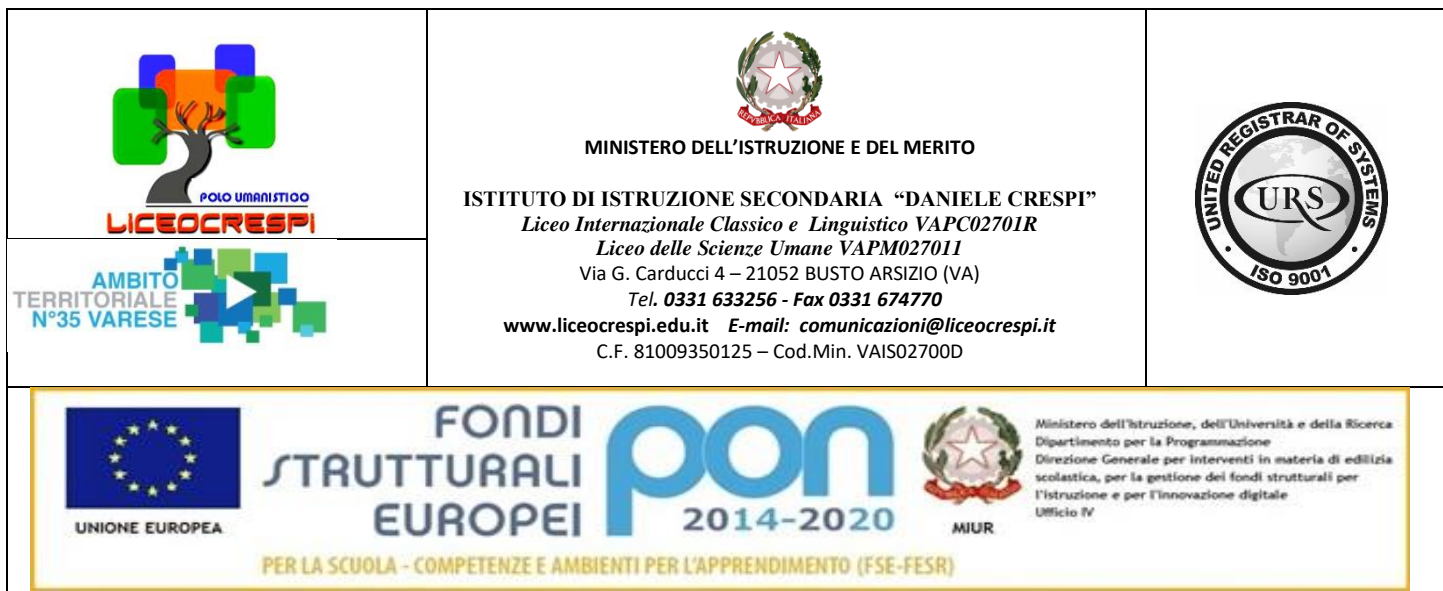 POLO UMANISTICO
LICEOCRESPI
AMBITO
TERRITORIALE
N°35 VARESE
REPVBBLICA ITALIANA
MINISTERO DELL’ISTRUZIONE E DEL MERITO
ISTITUTO DI ISTRUZIONE SECONDARIA “DANIELE CRESPI”
Liceo Internazionale Classico e Linguistico VAPC02701R
Liceo delle Scienze Umane VAPM027011
Via G. Carducci 4 – 21052 BUSTO ARSIZIO (VA)
Tel. 0331 633256 - Fax 0331 674770
www.liceocrespi.edu.it E-mail: comunicazioni@liceocrespi.it
C.F. 81009350125 – Cod.Min. VAIS02700D
UNITED REGISTRAR OF SYSTEMS
URS
ISO 9001
UNIONE EUROPEA
FONDI
STRUTTURALI
EUROPEI
pon
2014-2020
MIUR
Ministero dell'Istruzione, dell'Università e della Ricerca
Dipartimento per la Programmazione
Direzione Generale per interventi in materia di edilizia
scolastica, per la gestione dei fondi strutturali per
l'istruzione e per l'innovazione digitale
Ufficio IV
PER LA SCUOLA - COMPETENZE E AMBIENTI PER L'APPRENDIMENTO (FSE-FESR)